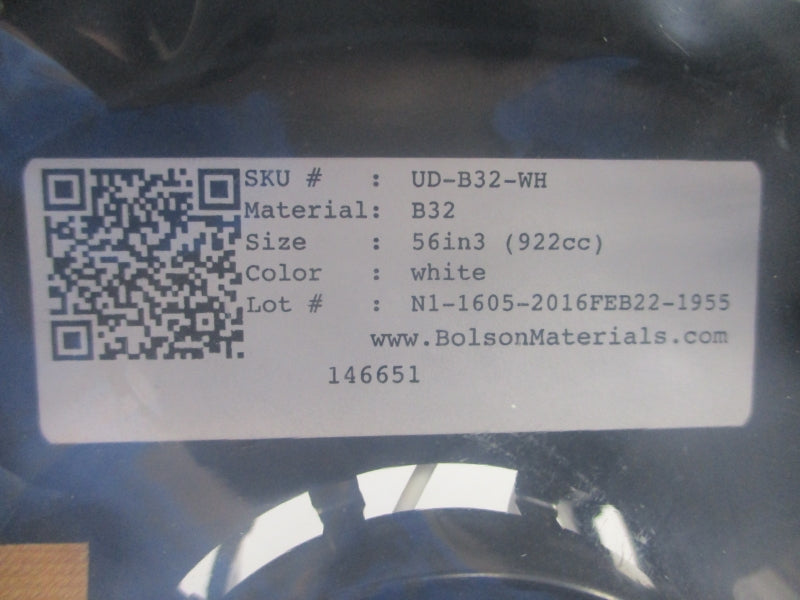 SKU # : UD-B32-WH
Material: B32
Size : 56in3 (922cc)
Color : white
Lot # : N1-1605-2016FEB22-1955
www.BolsonMaterials.com
146651